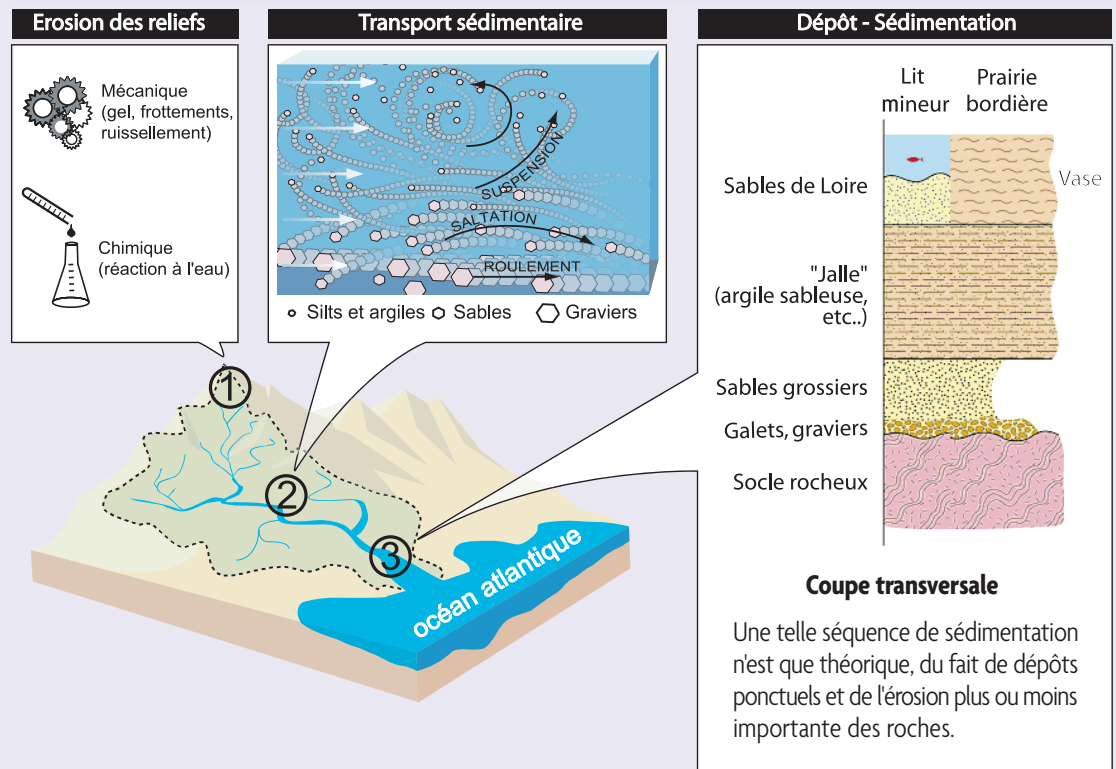 Erosion des reliefs
Mécanique
(gel, frottements,
ruissellement)
Chimique
(réaction à l'eau)
Transport sédimentaire
SUSPENSION
SALTATION
ROULEMENT
Silts et argiles
Sables
Graviers
Dépôt - Sédimentation
Lit
mineur
Prairie
bordière
Sables de Loire
Vase
"Jalle"
(argile sableuse,
etc..)
Sables grossiers
Galets, graviers
Socle rocheux
Coupe transversale
Une telle séquence de sédimentation
n'est que théorique, du fait de dépôts
ponctuels et de l'érosion plus ou moins
importante des roches.
1
2
3
océan atlantique